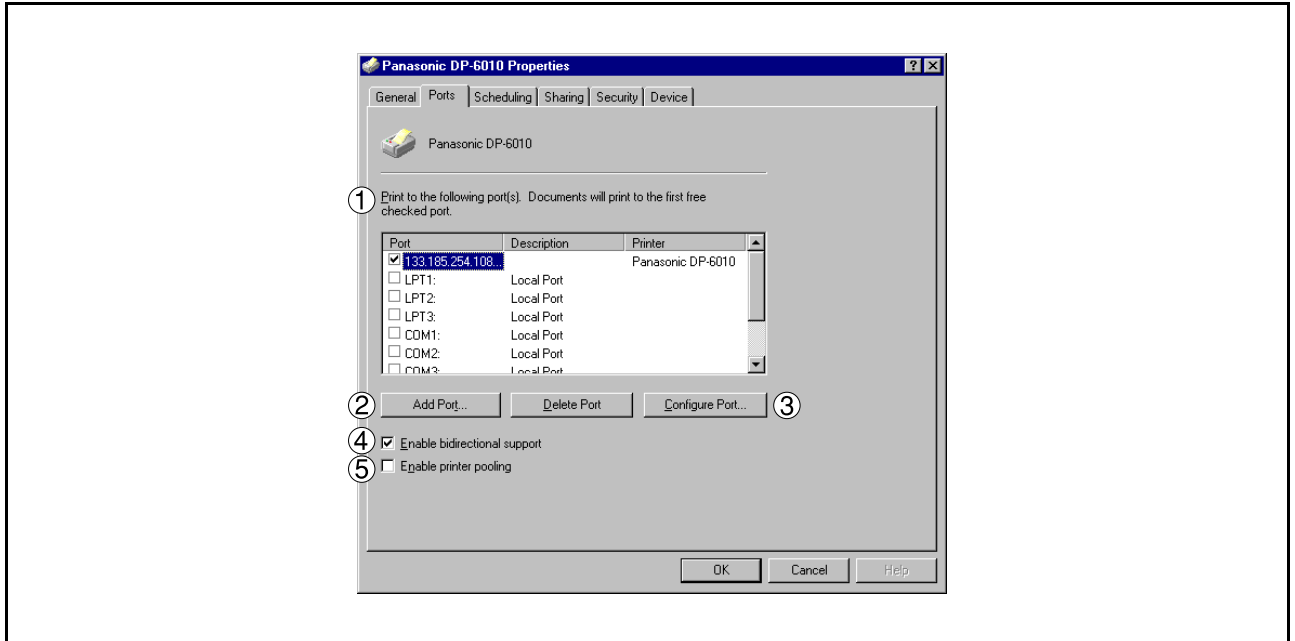 Panasonic DP-6010 Properties
General Ports Scheduling Sharing Security Device
Panasonic DP-6010
① Print to the following port(s). Documents will print to the first free
checked port.
Port Description Printer
133.185.254.108... Panasonic DP-6010
LPT1: Local Port
LPT2: Local Port
LPT3: Local Port
COM1: Local Port
COM2: Local Port
COM3: Local Port
② Add Port... Delete Port Configure Port... ③
④ Enable bidirectional support
⑤ Enable printer pooling
OK Cancel Help